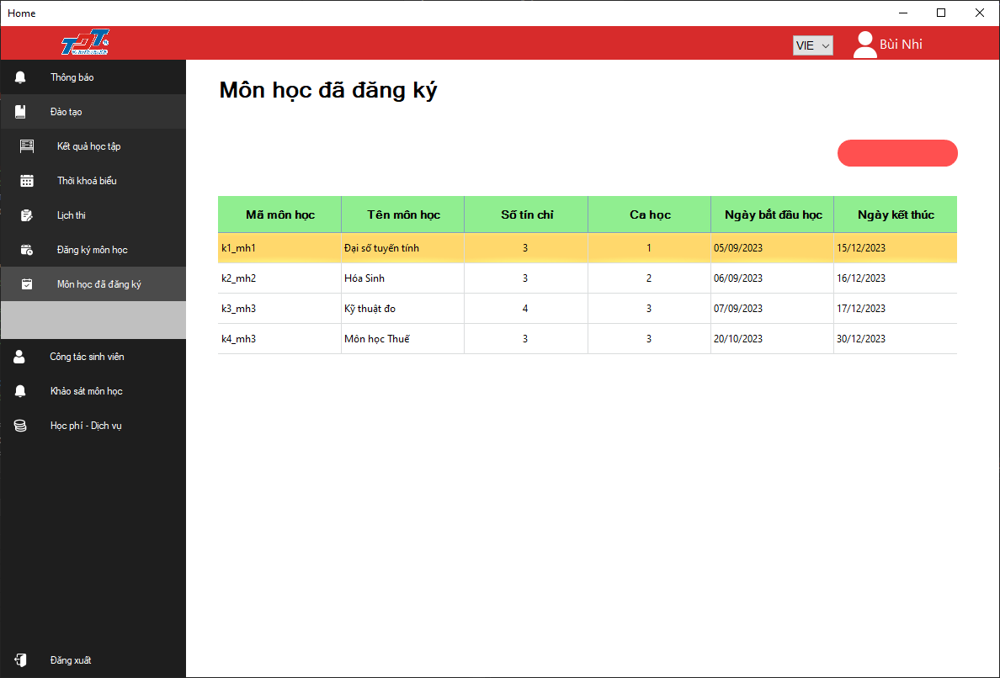 Home
TDT
VIE
Bùi Nhi
Thông báo
Đào tạo
Kết quả học tập
Thời khoá biểu
Lịch thi
Đăng ký môn học
Môn học đã đăng ký
Công tác sinh viên
Khảo sát môn học
Học phí - Dịch vụ
Đăng xuất
Môn học đã đăng ký
Mã môn học Tên môn học Số tín chỉ Ca học Ngày bắt đầu học Ngày kết thúc
k1_mh1 Đại số tuyến tính 3 1 05/09/2023 15/12/2023
k2_mh2 Hóa Sinh 3 2 06/09/2023 16/12/2023
k3_mh3 Kỹ thuật đo 4 3 07/09/2023 17/12/2023
k4_mh3 Môn học Thuế 3 3 20/10/2023 30/12/2023